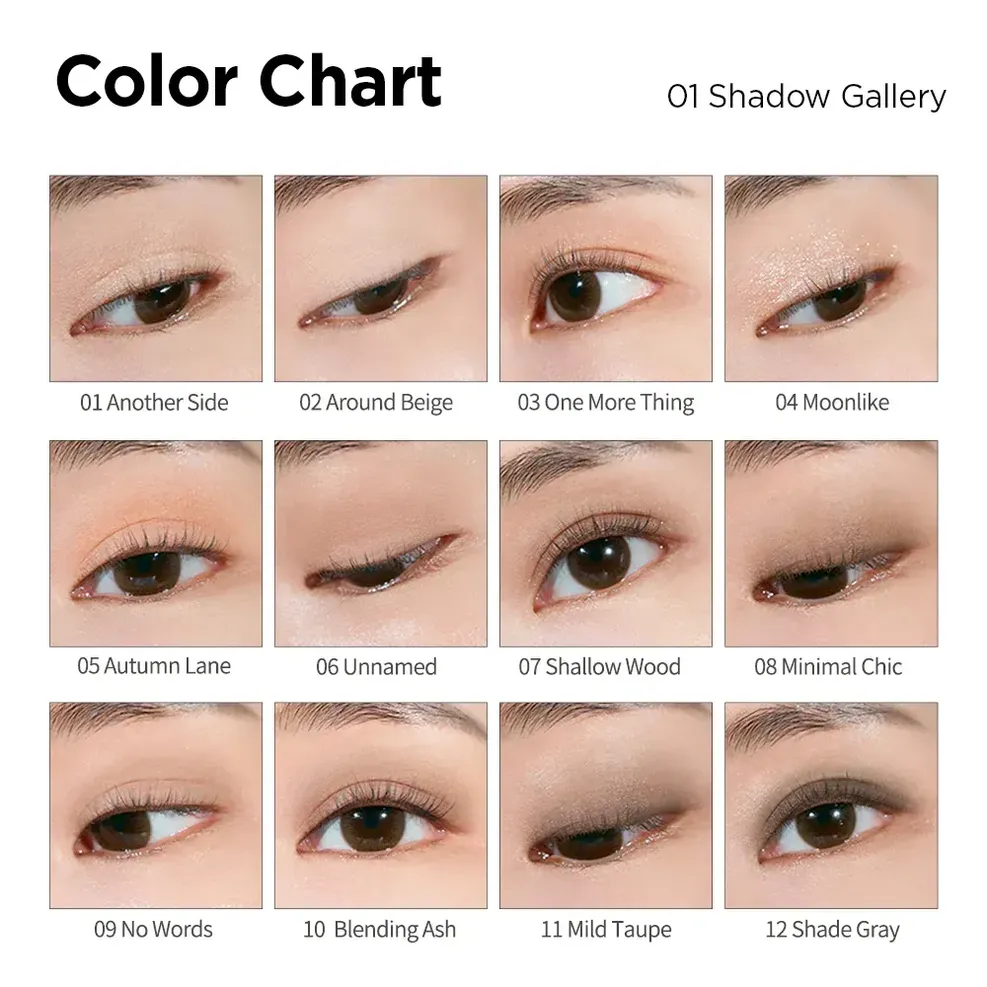 Color Chart
01 Shadow Gallery
01 Another Side
02 Around Beige
03 One More Thing
04 Moonlike
05 Autumn Lane
06 Unnamed
07 Shallow Wood
08 Minimal Chic
09 No Words
10 Blending Ash
11 Mild Taupe
12 Shade Gray